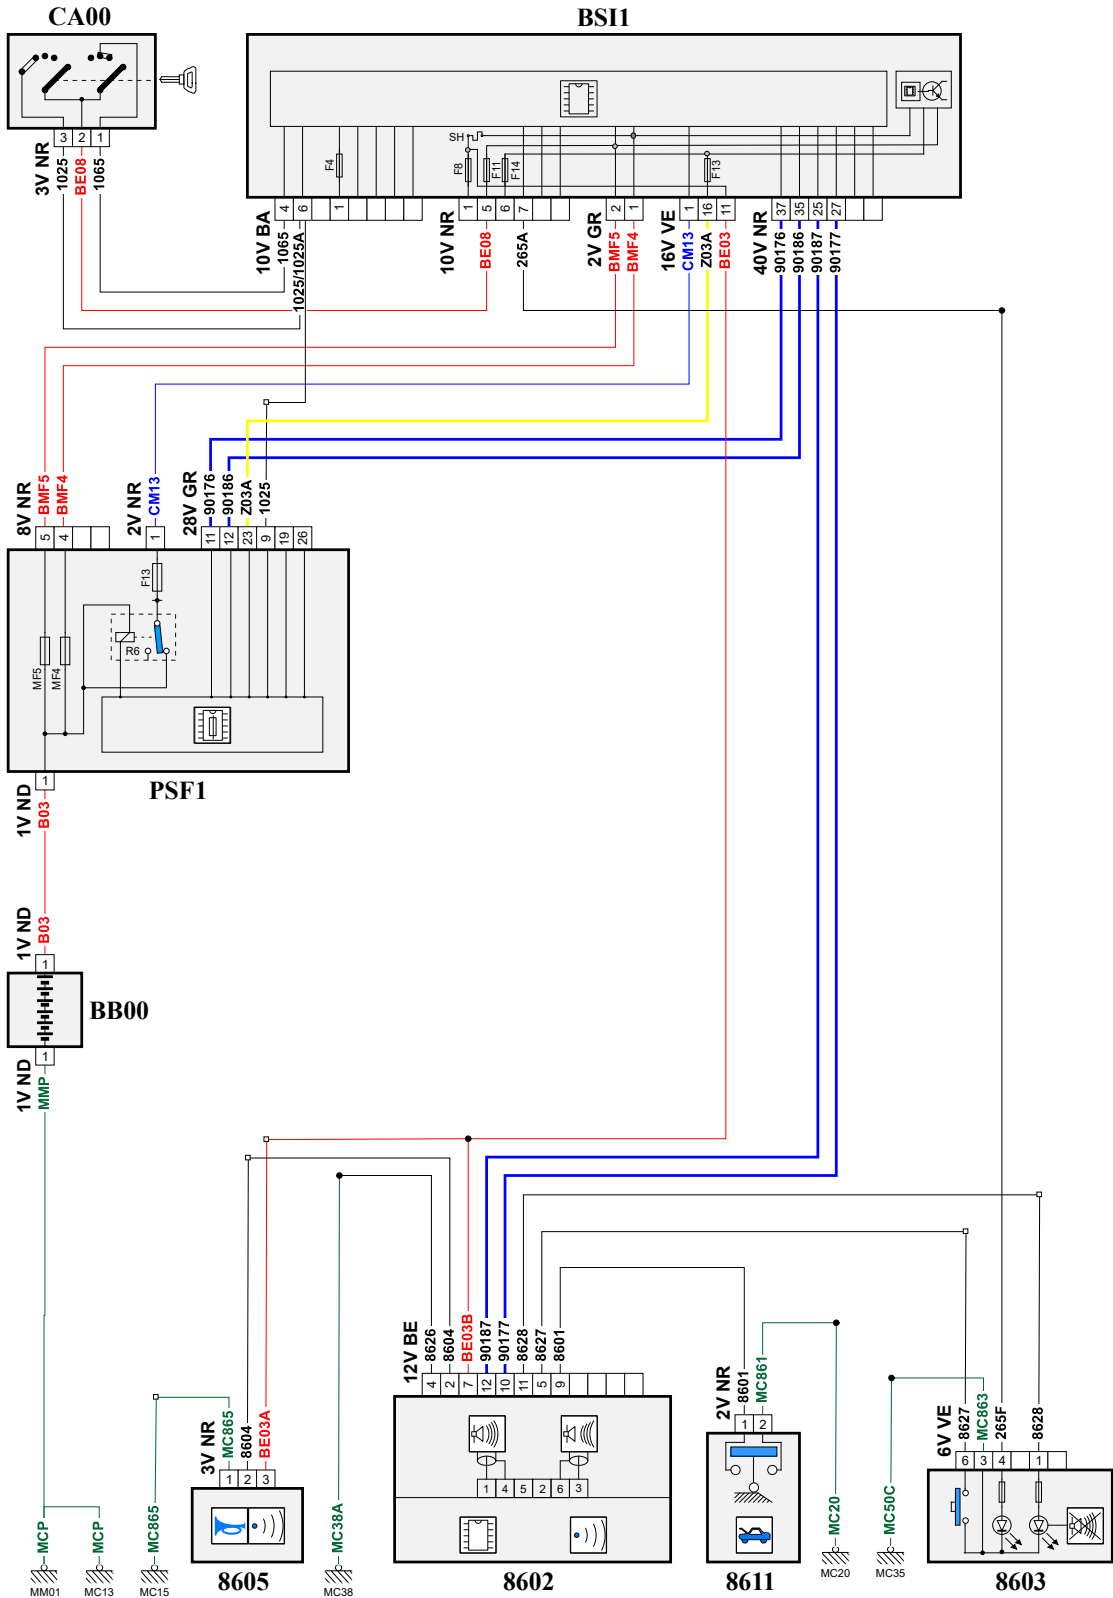 CA00
BSI1
SH
F4
F8
F11
F14
F13
3 2 1
3V NR
1025
BE08
1065
4 6 1
10V BA
1065
1025/1025A
1 5 6 7
10V NR
BE08
265A
2 1
2V GR
BMF5
BMF4
1 16 11
16V VE
CM13
Z03A
BE03
37 35 25 27
40V NR
90176
90186
90187
90177
8V NR
BMF5
BMF4
5 4
2V NR
CM13
1
28V GR
90176
90186
Z03A
1025
11 12 23 9 19 26
F13
R6
MF5
MF4
1
PSF1
1V ND
B03
1V ND
B03
1
BB00
1
1V ND
MMP
MCP
MCP
MM01
MC13
MC865
MC15
3V NR
MC865
8604
BE03A
1 2 3
8605
MC38A
MC38
12V BE
8626
8604
BE03B
90187
90177
8628
8627
8601
4 2 7 12 10 11 5 9
1 4 5 2 6 3
8602
2V NR
8601
MC861
1 2
8611
MC20
MC20
MC50C
MC35
6V VE
8627
MC863
265F
8628
6 3 4 1
8603